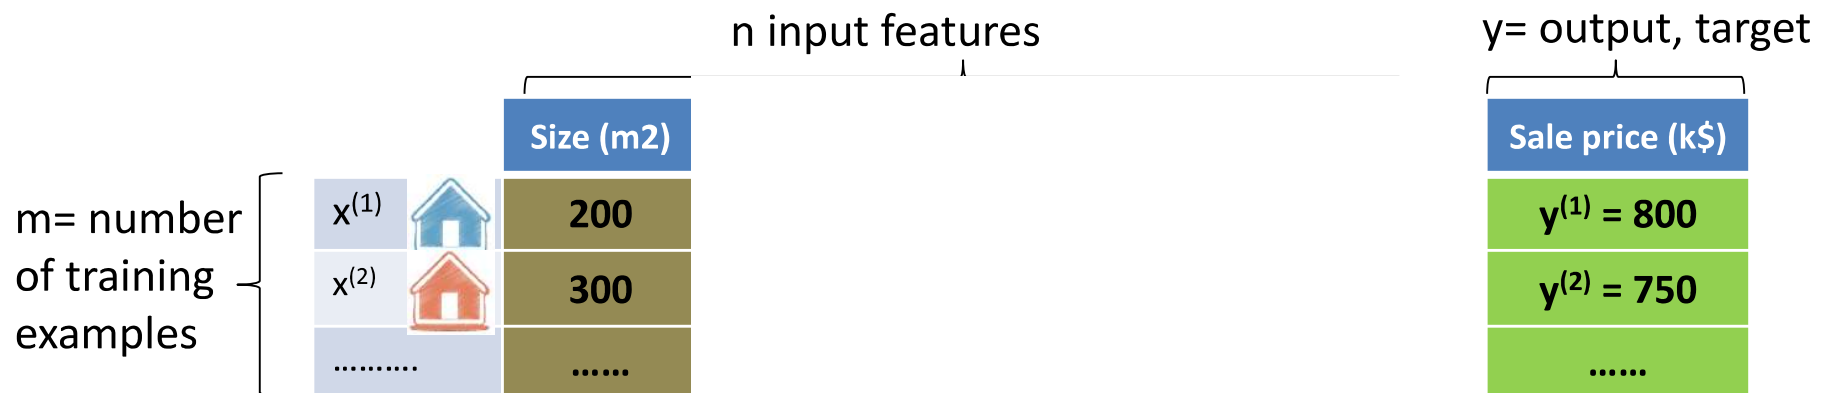 n input features
y= output, target
Size (m2)
Sale price (k$)
m= number
of training
examples
x(1)
200
y(1) = 800
x(2)
300
y(2) = 750
……….
……
……